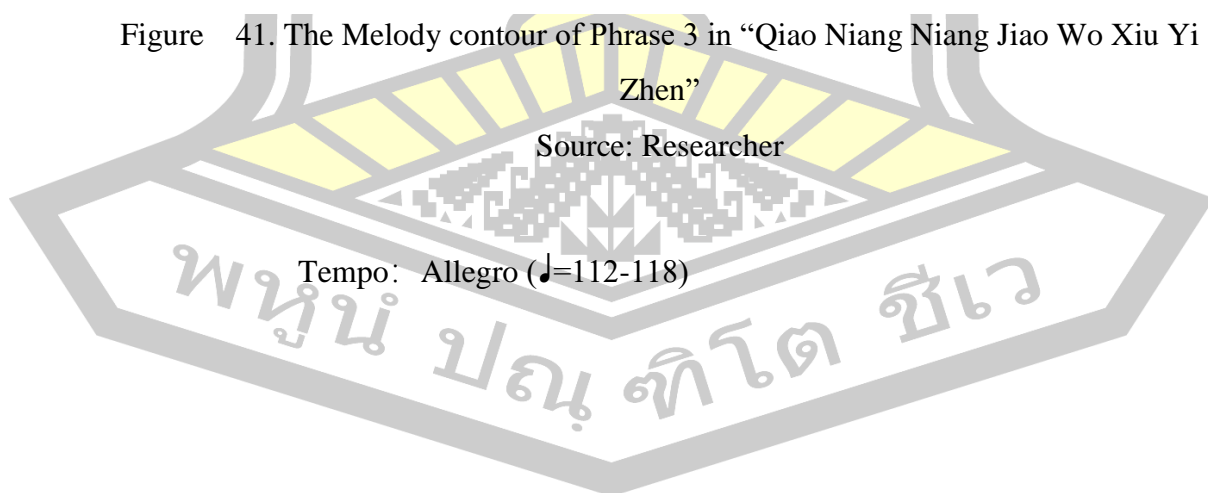 Figure 41. The Melody contour of Phrase 3 in “Qiao Niang Niang Jiao Wo Xiu Yi
Zhen”
Source: Researcher
Tempo： Allegro (♩=112-118)
พหูนํ ปณฺฑิโต ชีเว